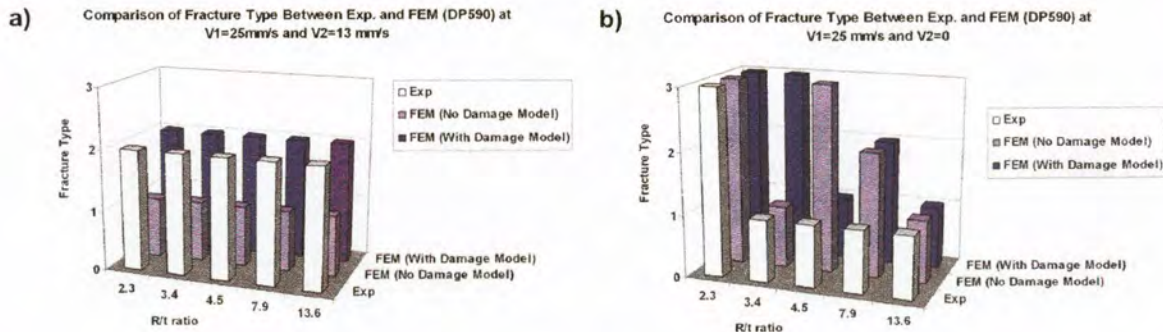 a)
Comparison of Fracture Type Between Exp. and FEM (DP590) at
V1=25mm/s and V2=13 mm/s
3
2
1
0
Fracture Type
2.3
3.4
4.5
7.9
13.6
R/t ratio
Exp
FEM (No Damage Model)
FEM (With Damage Model)
FEM (With Damage Model)
FEM (No Damage Model)
Exp
b)
Comparison of Fracture Type Between Exp. and FEM (DP590) at
V1=25 mm/s and V2=0
3
2
1
0
Fracture Type
2.3
3.4
4.5
7.9
13.6
R/t ratio
Exp
FEM (No Damage Model)
FEM (With Damage Model)
FEM (With Damage Model)
FEM (No Damage Model)
Exp